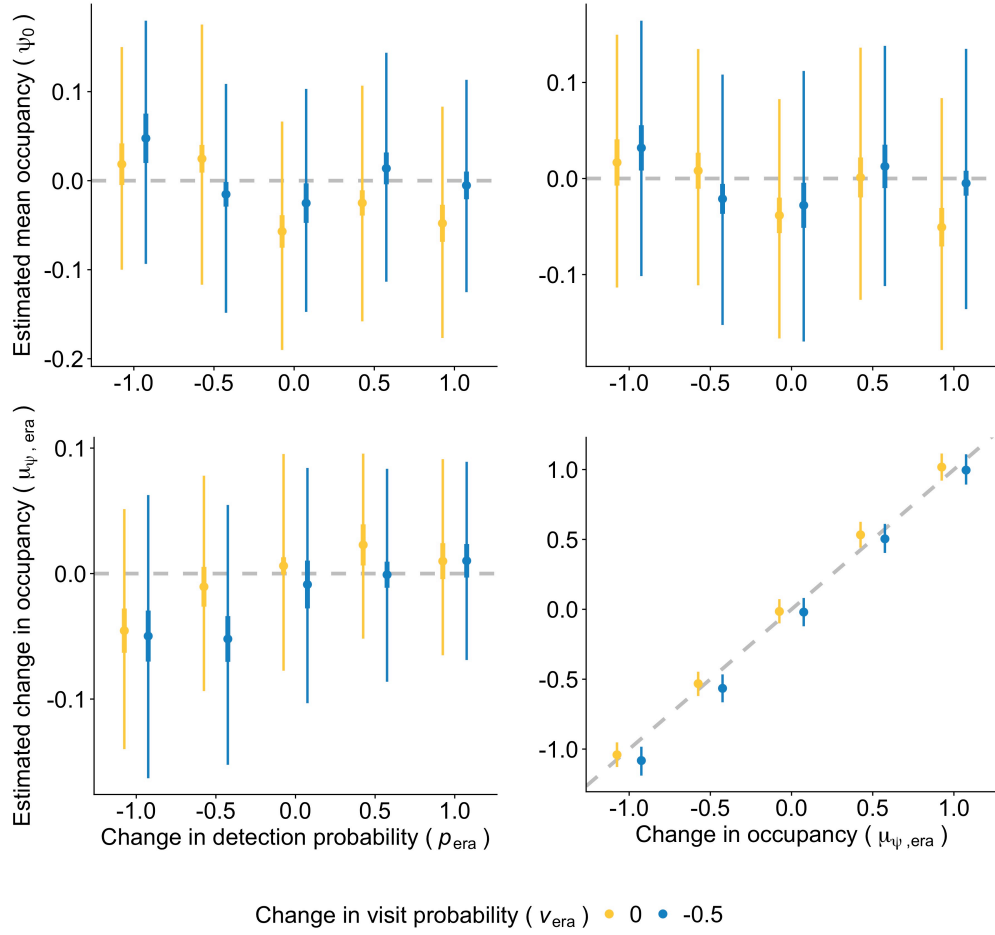 Estimated mean occupancy ( ψ0 )
0.1
0.0
-0.1
-0.2
-1.0 -0.5 0.0 0.5 1.0
0.1
0.0
-0.1
-1.0 -0.5 0.0 0.5 1.0
Estimated change in occupancy ( μψ , era )
0.1
0.0
-0.1
-1.0 -0.5 0.0 0.5 1.0
Change in detection probability ( pera )
1.0
0.5
0.0
-0.5
-1.0
-1.0 -0.5 0.0 0.5 1.0
Change in occupancy ( μψ ,era )
Change in visit probability ( vera ) 0 -0.5